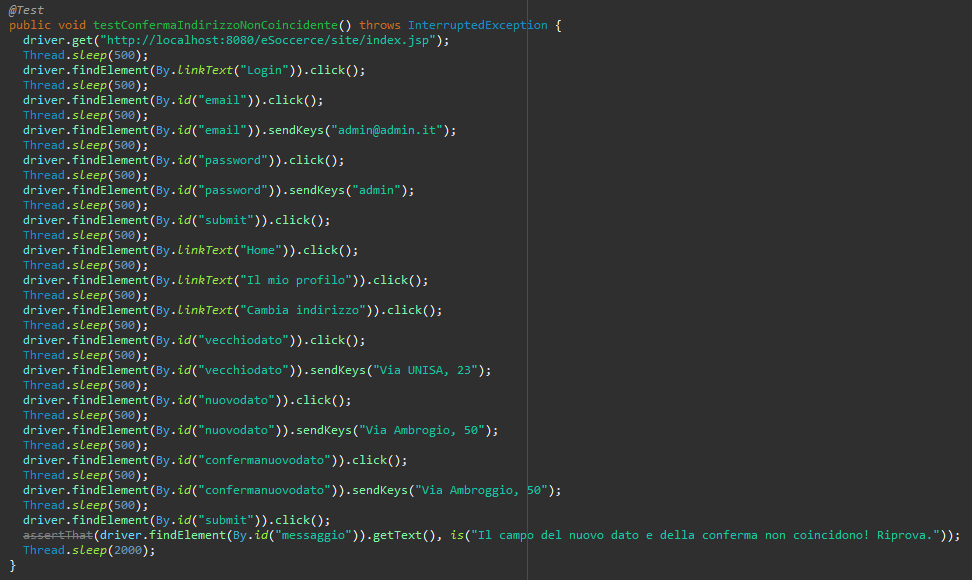 @Test
public void testConfermaIndirizzoNonCoincidente() throws InterruptedException {
driver.get("http://localhost:8080/eSoccerce/site/index.jsp");
Thread.sleep(500);
driver.findElement(By.linkText("Login")).click();
Thread.sleep(500);
driver.findElement(By.id("email")).click();
Thread.sleep(500);
driver.findElement(By.id("email")).sendKeys("admin@admin.it");
Thread.sleep(500);
driver.findElement(By.id("password")).click();
Thread.sleep(500);
driver.findElement(By.id("password")).sendKeys("admin");
Thread.sleep(500);
driver.findElement(By.id("submit")).click();
Thread.sleep(500);
driver.findElement(By.linkText("Home")).click();
Thread.sleep(500);
driver.findElement(By.linkText("Il mio profilo")).click();
Thread.sleep(500);
driver.findElement(By.linkText("Cambia indirizzo")).click();
Thread.sleep(500);
driver.findElement(By.id("vecchiodato")).click();
Thread.sleep(500);
driver.findElement(By.id("vecchiodato")).sendKeys("Via UNISA, 23");
Thread.sleep(500);
driver.findElement(By.id("nuovodato")).click();
Thread.sleep(500);
driver.findElement(By.id("nuovodato")).sendKeys("Via Ambrogio, 50");
Thread.sleep(500);
driver.findElement(By.id("confermanuovodato")).click();
Thread.sleep(500);
driver.findElement(By.id("confermanuovodato")).sendKeys("Via Ambroggio, 50");
Thread.sleep(500);
driver.findElement(By.id("submit")).click();
assertThat(driver.findElement(By.id("messaggio")).getText(), is("Il campo del nuovo dato e della conferma non coincidono! Riprova."));
Thread.sleep(2000);
}